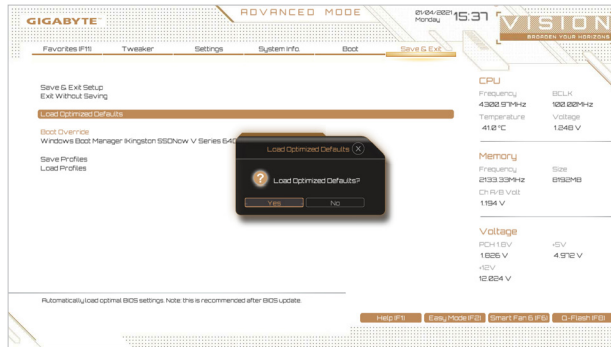 GIGABYTE
ADVANCED MODE
01/04/2021 Monday 15:37
VISION
BROADEN YOUR HORIZONS
Favorites (F11) Tweaker Settings System Info. Boot Save & Exit
Save & Exit Setup
Exit Without Saving
Load Optimized Defaults
Boot Override
Windows Boot Manager (Kingston SSDNow V Series 64G
Save Profiles
Load Profiles
Load Optimized Defaults
Load Optimized Defaults?
Yes No
CPU
Frequency BCLK
4300.97MHz 100.02MHz
Temperature Voltage
41.0 °C 1.248 V
Memory
Frequency Size
2133.33MHz 8192MB
Ch A/B Volt
1.194 V
Voltage
PCH 1.8V +5V
1.826 V 4.972 V
+12V
12.024 V
Automatically load optimal BIOS settings. Note: this is recommended after BIOS update.
Help (F1) Easy Mode (F2) Smart Fan 6 (F6) Q-Flash (F8)